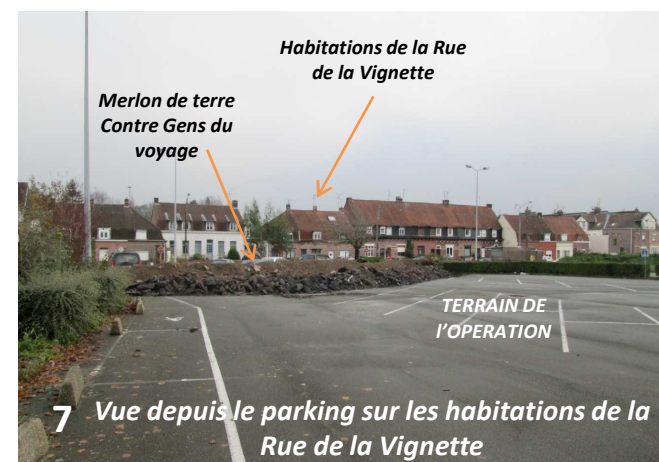 Habitations de la Rue
de la Vignette
Merlon de terre
Contre Gens du
voyage
TERRAIN DE
l'OPERATION
7 Vue depuis le parking sur les habitations de la
Rue de la Vignette